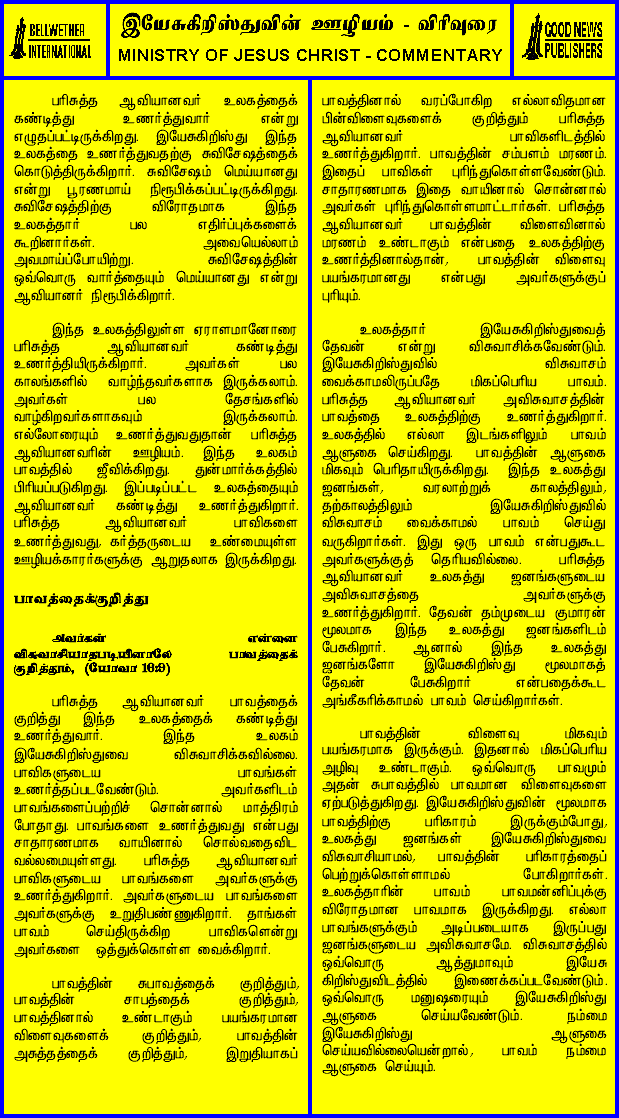 BELLWETHER
INTERNATIONAL
இயேசுகிறிஸ்துவின் ஊழியம் - விரிவுரை
MINISTRY OF JESUS CHRIST - COMMENTARY
GOOD NEWS
PUBLISHERS
பரிசுத்த ஆவியானவர் உலகத்தைக்
கண்டித்து உணர்த்துவார் என்று
எழுதப்பட்டிருக்கிறது. இயேசுகிறிஸ்து இந்த
உலகத்தை உணர்த்துவதற்கு சுவிசேஷத்தைக்
கொடுத்திருக்கிறார். சுவிசேஷம் மெய்யானது
என்று பூரணமாய் நிரூபிக்கப்பட்டிருக்கிறது.
சுவிசேஷத்திற்கு விரோதமாக இந்த
உலகத்தார் பல எதிர்ப்புக்களைக்
கூறினார்கள். அவையெல்லாம்
அவமாய்ப்போயிற்று. சுவிசேஷத்தின்
ஒவ்வொரு வார்த்தையும் மெய்யானது என்று
ஆவியானர் நிரூபிக்கிறார்.
இந்த உலகத்திலுள்ள ஏராளமானோரை
பரிசுத்த ஆவியானவர் கண்டித்து
உணர்த்தியிருக்கிறார். அவர்கள் பல
காலங்களில் வாழ்ந்தவர்களாக இருக்கலாம்.
அவர்கள் பல தேசங்களில்
வாழ்கிறவர்களாகவும் இருக்கலாம்.
எல்லோரையும் உணர்த்துவதுதான் பரிசுத்த
ஆவியானவரின் ஊழியம். இந்த உலகம்
பாவத்தில் ஜீவிக்கிறது. துன்மார்க்கத்தில்
பிரியப்படுகிறது. இப்படிப்பட்ட உலகத்தையும்
ஆவியானவர் கண்டித்து உணர்த்துகிறார்.
பரிசுத்த ஆவியானவர் பாவிகளை
உணர்த்துவது, கர்த்தருடைய உண்மையுள்ள
ஊழியக்காரர்களுக்கு ஆறுதலாக இருக்கிறது.
பாவத்தைக்குறித்து
அவர்கள் என்னை
விசுவாசியாதபடியினாலே பாவத்தைக்
குறித்தும், (யோவா 16:9)
பரிசுத்த ஆவியானவர் பாவத்தைக்
குறித்து இந்த உலகத்தைக் கண்டித்து
உணர்த்துவார். இந்த உலகம்
இயேசுகிறிஸ்துவை விசுவாசிக்கவில்லை.
பாவிகளுடைய பாவங்கள்
உணர்த்தப்படவேண்டும். அவர்களிடம்
பாவங்களைப்பற்றிச் சொன்னால் மாத்திரம்
போதாது. பாவங்களை உணர்த்துவது என்பது
சாதாரணமாக வாயினால் சொல்வதைவிட
வல்லமையுள்ளது. பரிசுத்த ஆவியானவர்
பாவிகளுடைய பாவங்களை அவர்களுக்கு
உணர்த்துகிறார். அவர்களுடைய பாவங்களை
அவர்களுக்கு உறுதிபண்ணுகிறார். தாங்கள்
பாவம் செய்திருக்கிற பாவிகளென்று
அவர்களை ஒத்துக்கொள்ள வைக்கிறார்.
பாவத்தின் சுபாவத்தைக் குறித்தும்,
பாவத்தின் சாபத்தைக் குறித்தும்,
பாவத்தினால் உண்டாகும் பயங்கரமான
விளைவுகளைக் குறித்தும், பாவத்தின்
அசுத்தத்தைக் குறித்தும், இறுதியாகப்
பாவத்தினால் வரப்போகிற எல்லாவிதமான
பின்விளைவுகளைக் குறித்தும் பரிசுத்த
ஆவியானவர் பாவிகளிடத்தில்
உணர்த்துகிறார். பாவத்தின் சம்பளம் மரணம்.
இதைப் பாவிகள் புரிந்துகொள்ளவேண்டும்.
சாதாரணமாக இதை வாயினால் சொன்னால்
அவர்கள் புரிந்துகொள்ளமாட்டார்கள். பரிசுத்த
ஆவியானவர் பாவத்தின் விளைவினால்
மரணம் உண்டாகும் என்பதை உலகத்திற்கு
உணர்த்தினால்தான், பாவத்தின் விளைவு
பயங்கரமானது என்பது அவர்களுக்குப்
புரியும்.
உலகத்தார் இயேசுகிறிஸ்துவைத்
தேவன் என்று விசுவாசிக்கவேண்டும்.
இயேசுகிறிஸ்துவில் விசுவாசம்
வைக்காமலிருப்பதே மிகப்பெரிய பாவம்.
பரிசுத்த ஆவியானவர் அவிசுவாசத்தின்
பாவத்தை உலகத்திற்கு உணர்த்துகிறார்.
உலகத்தில் எல்லா இடங்களிலும் பாவம்
ஆளுகை செய்கிறது. பாவத்தின் ஆளுகை
மிகவும் பெரிதாயிருக்கிறது. இந்த உலகத்து
ஜனங்கள், வரலாற்றுக் காலத்திலும்,
தற்காலத்திலும் இயேசுகிறிஸ்துவில்
விசுவாசம் வைக்காமல் பாவம் செய்து
வருகிறார்கள். இது ஒரு பாவம் என்பதுகூட
அவர்களுக்குத் தெரியவில்லை. பரிசுத்த
ஆவியானவர் உலகத்து ஜனங்களுடைய
அவிசுவாசத்தை அவர்களுக்கு
உணர்த்துகிறார். தேவன் தம்முடைய குமாரன்
மூலமாக இந்த உலகத்து ஜனங்களிடம்
பேசுகிறார். ஆனால் இந்த உலகத்து
ஜனங்களோ இயேசுகிறிஸ்து மூலமாகத்
தேவன் பேசுகிறார் என்பதைக்கூட
அங்கீகரிக்காமல் பாவம் செய்கிறார்கள்.
பாவத்தின் விளைவு மிகவும்
பயங்கரமாக இருக்கும். இதனால் மிகப்பெரிய
அழிவு உண்டாகும். ஒவ்வொரு பாவமும்
அதன் சுபாவத்தில் பாவமான விளைவுகளை
ஏற்படுத்துகிறது. இயேசுகிறிஸ்துவின் மூலமாக
பாவத்திற்கு பரிகாரம் இருக்கும்போது,
உலகத்து ஜனங்கள் இயேசுகிறிஸ்துவை
விசுவாசியாமல், பாவத்தின் பரிகாரத்தைப்
பெற்றுக்கொள்ளாமல் போகிறார்கள்.
உலகத்தாரின் பாவம் பாவமன்னிப்புக்கு
விரோதமான பாவமாக இருக்கிறது. எல்லா
பாவங்களுக்கும் அடிப்படையாக இருப்பது
ஜனங்களுடைய அவிசுவாசமே. விசுவாசத்தில்
ஒவ்வொரு ஆத்துமாவும் இயேசு
கிறிஸ்துவிடத்தில் இணைக்கப்படவேண்டும்.
ஒவ்வொரு மனுஷரையும் இயேசுகிறிஸ்து
ஆளுகை செய்யவேண்டும். நம்மை
இயேசுகிறிஸ்து ஆளுகை
செய்யவில்லையென்றால், பாவம் நம்மை
ஆளுகை செய்யும்.